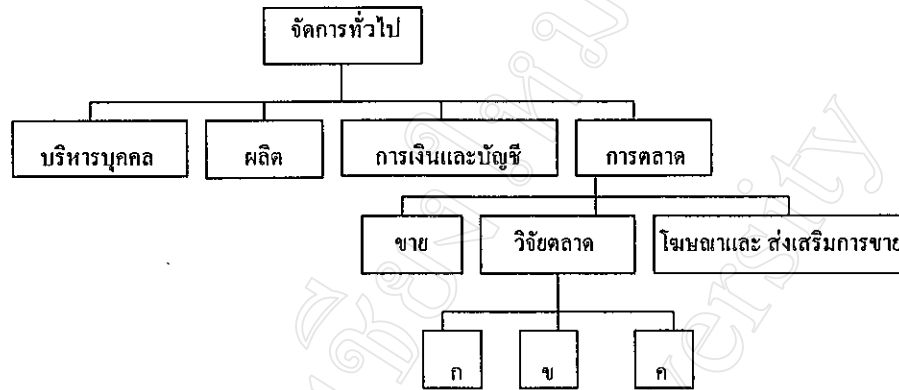 จัดการทั่วไป
บริหารบุคคล ผลิต การเงินและบัญชี การตลาด
ขาย วิจัยตลาด โฆษณาและ ส่งเสริมการขาย
ก ข ค